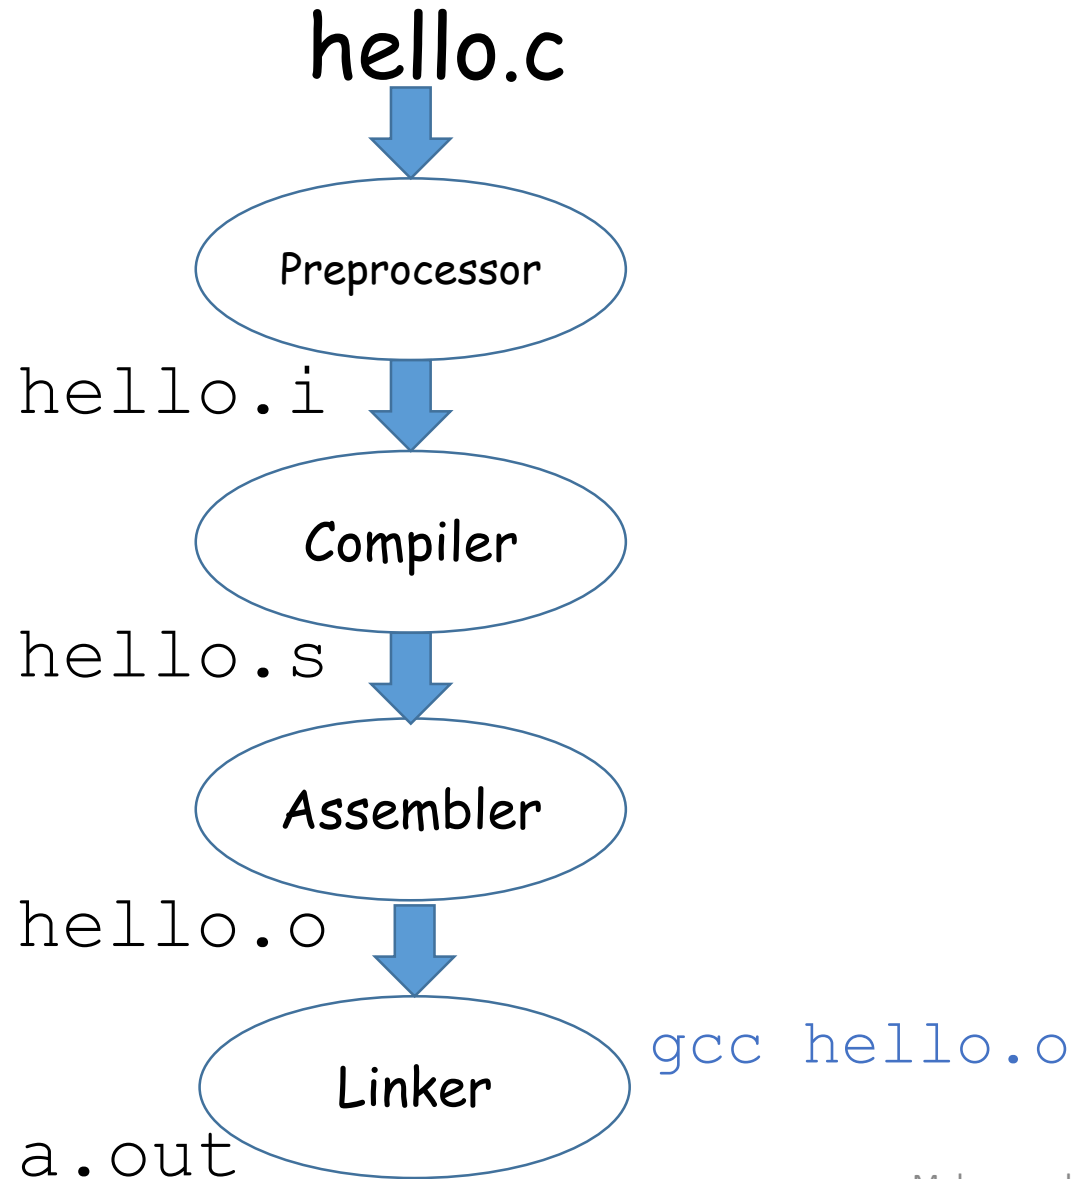 hello.c
Preprocessor
hello.i
Compiler
hello.s
Assembler
hello.o
gcc hello.o
Linker
a.out